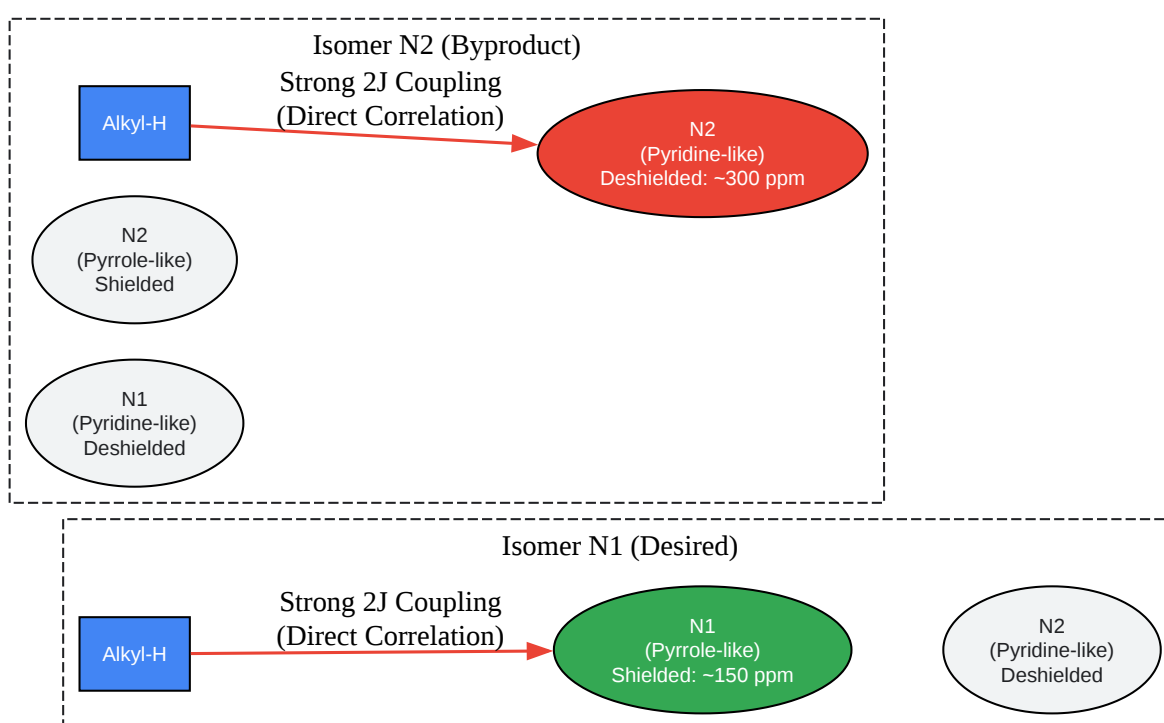 Isomer N2 (Byproduct)
Strong 2J Coupling
(Direct Correlation)
Alkyl-H
N2
(Pyridine-like)
Deshielded: ~300 ppm
N2
(Pyrrole-like)
Shielded
N1
(Pyridine-like)
Deshielded
Isomer N1 (Desired)
Strong 2J Coupling
(Direct Correlation)
Alkyl-H
N1
(Pyrrole-like)
Shielded: ~150 ppm
N2
(Pyridine-like)
Deshielded